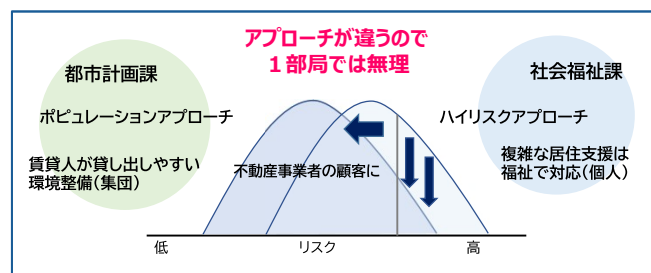 アプローチが違うので
１部局では無理
都市計画課
ポピュレーションアプローチ
賃貸人が貸し出しやすい
環境整備(集団)
不動産事業者の顧客に
社会福祉課
ハイリスクアプローチ
複雑な居住支援は
福祉で対応(個人)
低
リスク
高